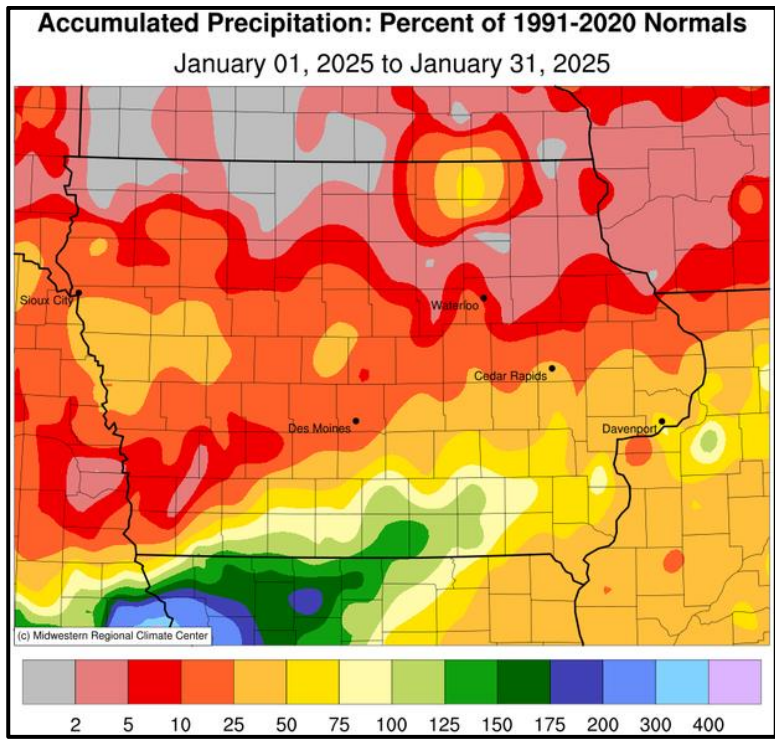 Accumulated Precipitation: Percent of 1991-2020 Normals
January 01, 2025 to January 31, 2025
Sioux City
Waterloo
Cedar Rapids
Des Moines
Davenport
(c) Midwestern Regional Climate Center
2 5 10 25 50 75 100 125 150 175 200 300 400